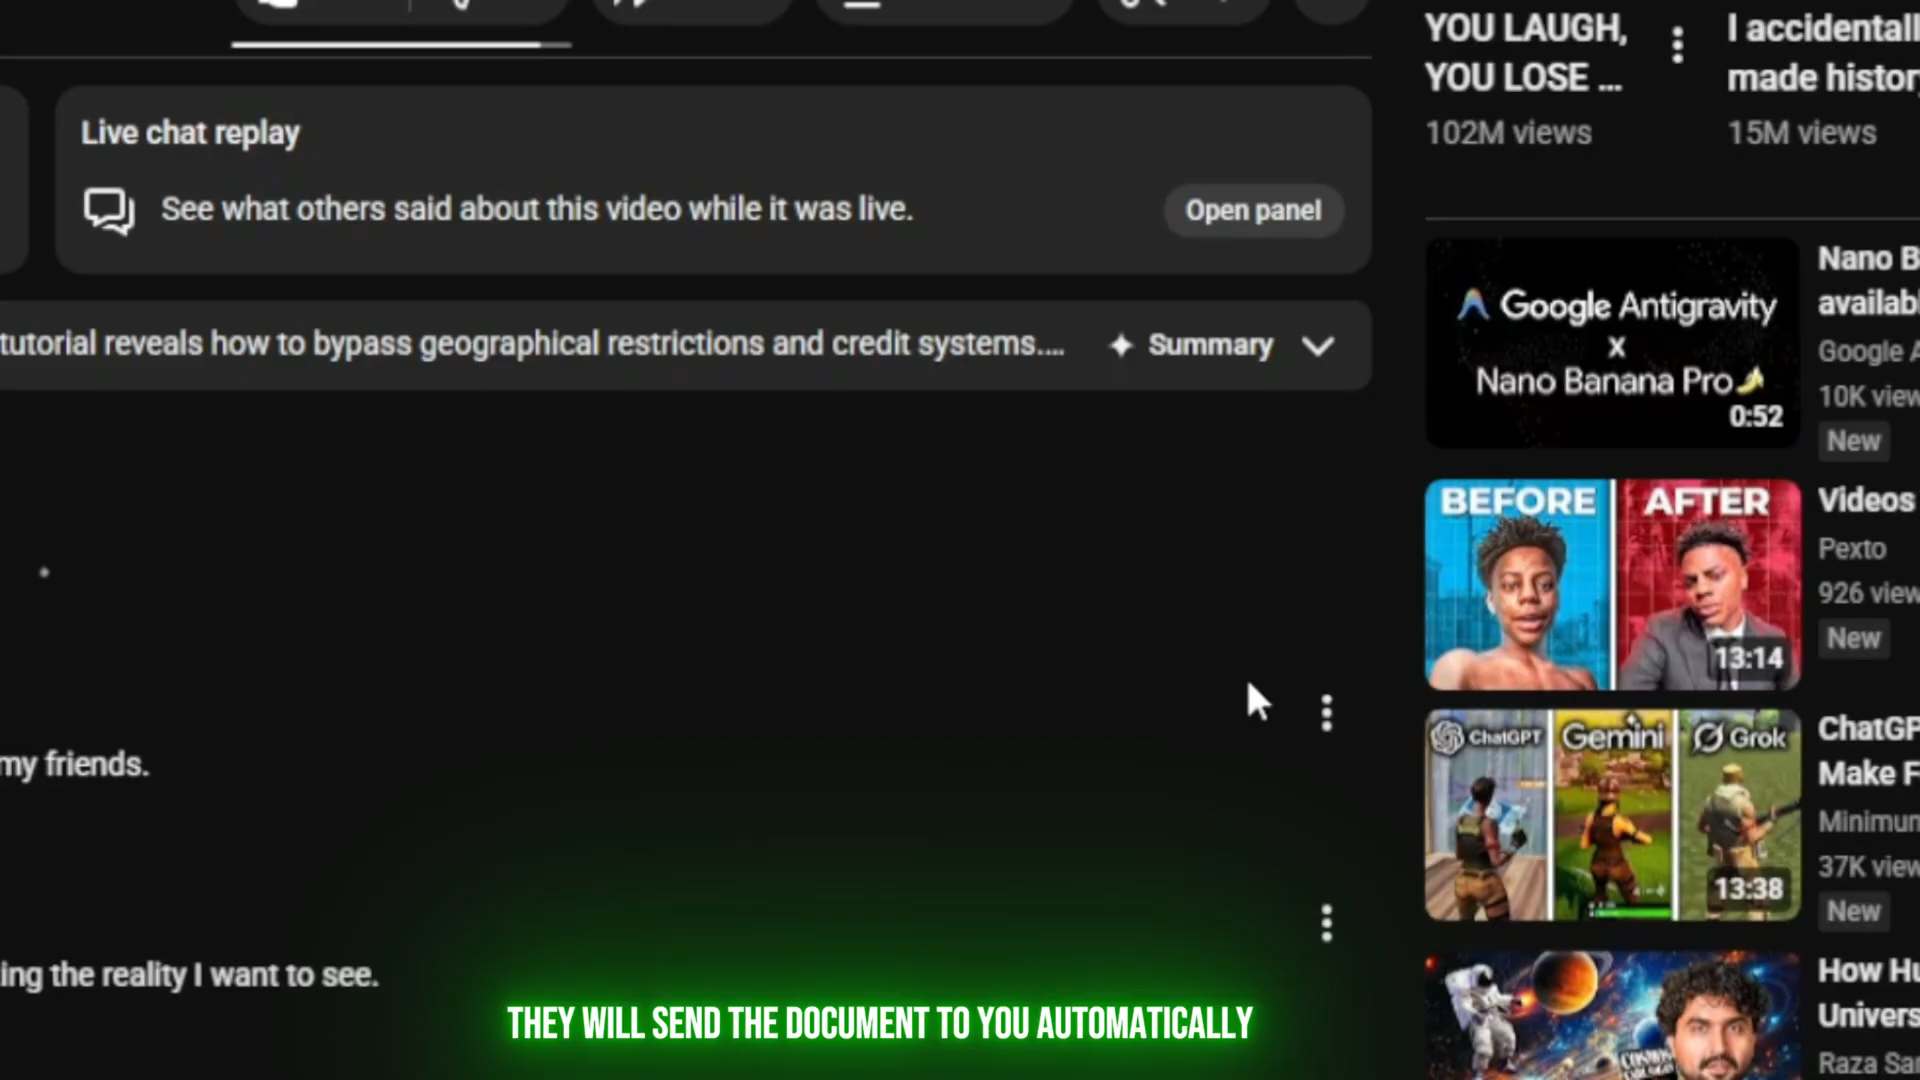 YOU LAUGH,
YOU LOSE ...
102M views
I accidentall
made history
15M views
Live chat replay
See what others said about this video while it was live.
Open panel
tutorial reveals how to bypass geographical restrictions and credit systems....
Summary
my friends.
ing the reality I want to see.
THEY WILL SEND THE DOCUMENT TO YOU AUTOMATICALLY
Google Antigravity
X
Nano Banana Pro
0:52
Nano B
availab
Google A
10K view
New
BEFORE
AFTER
13:14
Videos
Pexto
926 view
New
ChatGPT
Gemini
Grok
13:38
ChatGP
Make F
Minimum
37K view
New
How Hu
Univers
Raza Sa